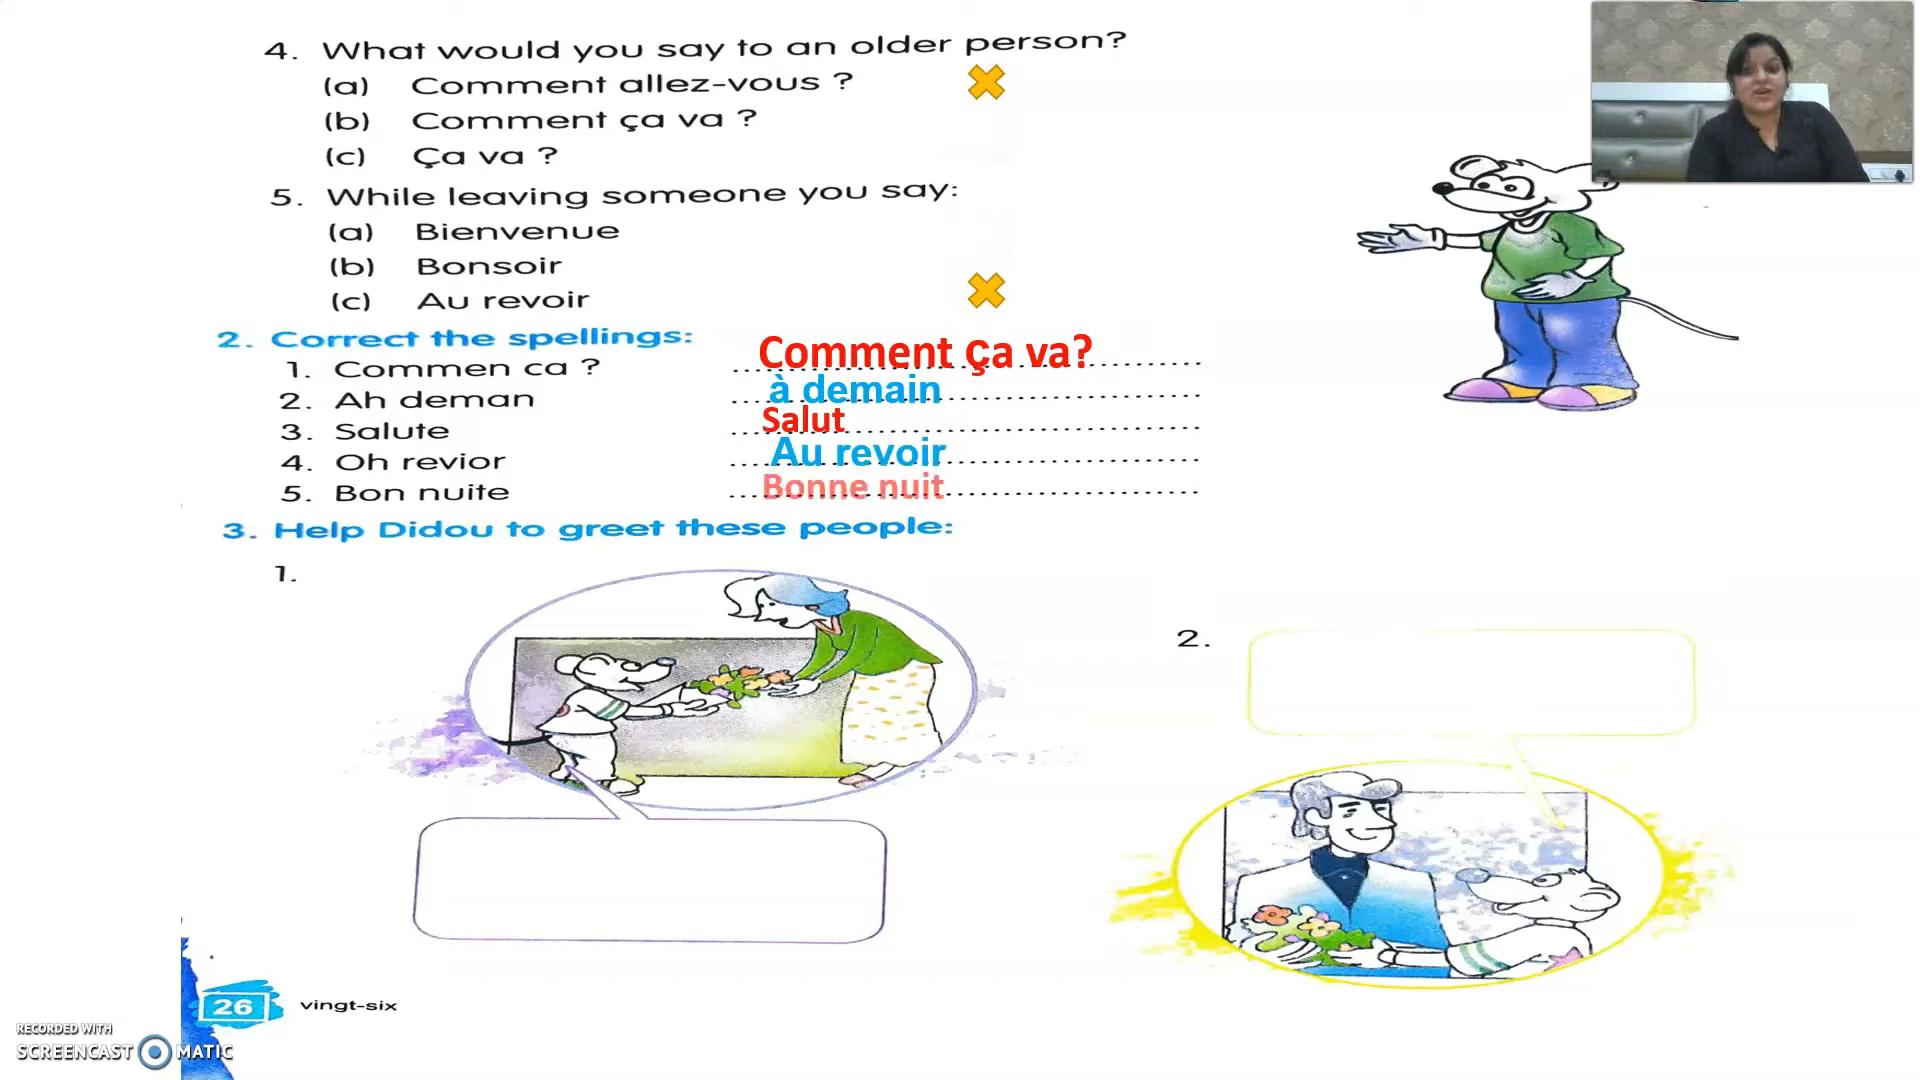 4. What would you say to an older person?
(a) Comment allez-vous ?
(b) Comment ça va ?
(c) Ça va ?
5. While leaving someone you say:
(a) Bienvenue
(b) Bonsoir
(c) Au revoir
2. Correct the spellings:
1. Commen ca ? Comment ça va?
2. Ah deman à demain
3. Salute Salut
4. Oh revior Au revoir
5. Bon nuite Bonne nuit
3. Help Didou to greet these people:
1.
2.
26 vingt-six
RECORDED WITH
SCREENCAST MATIC